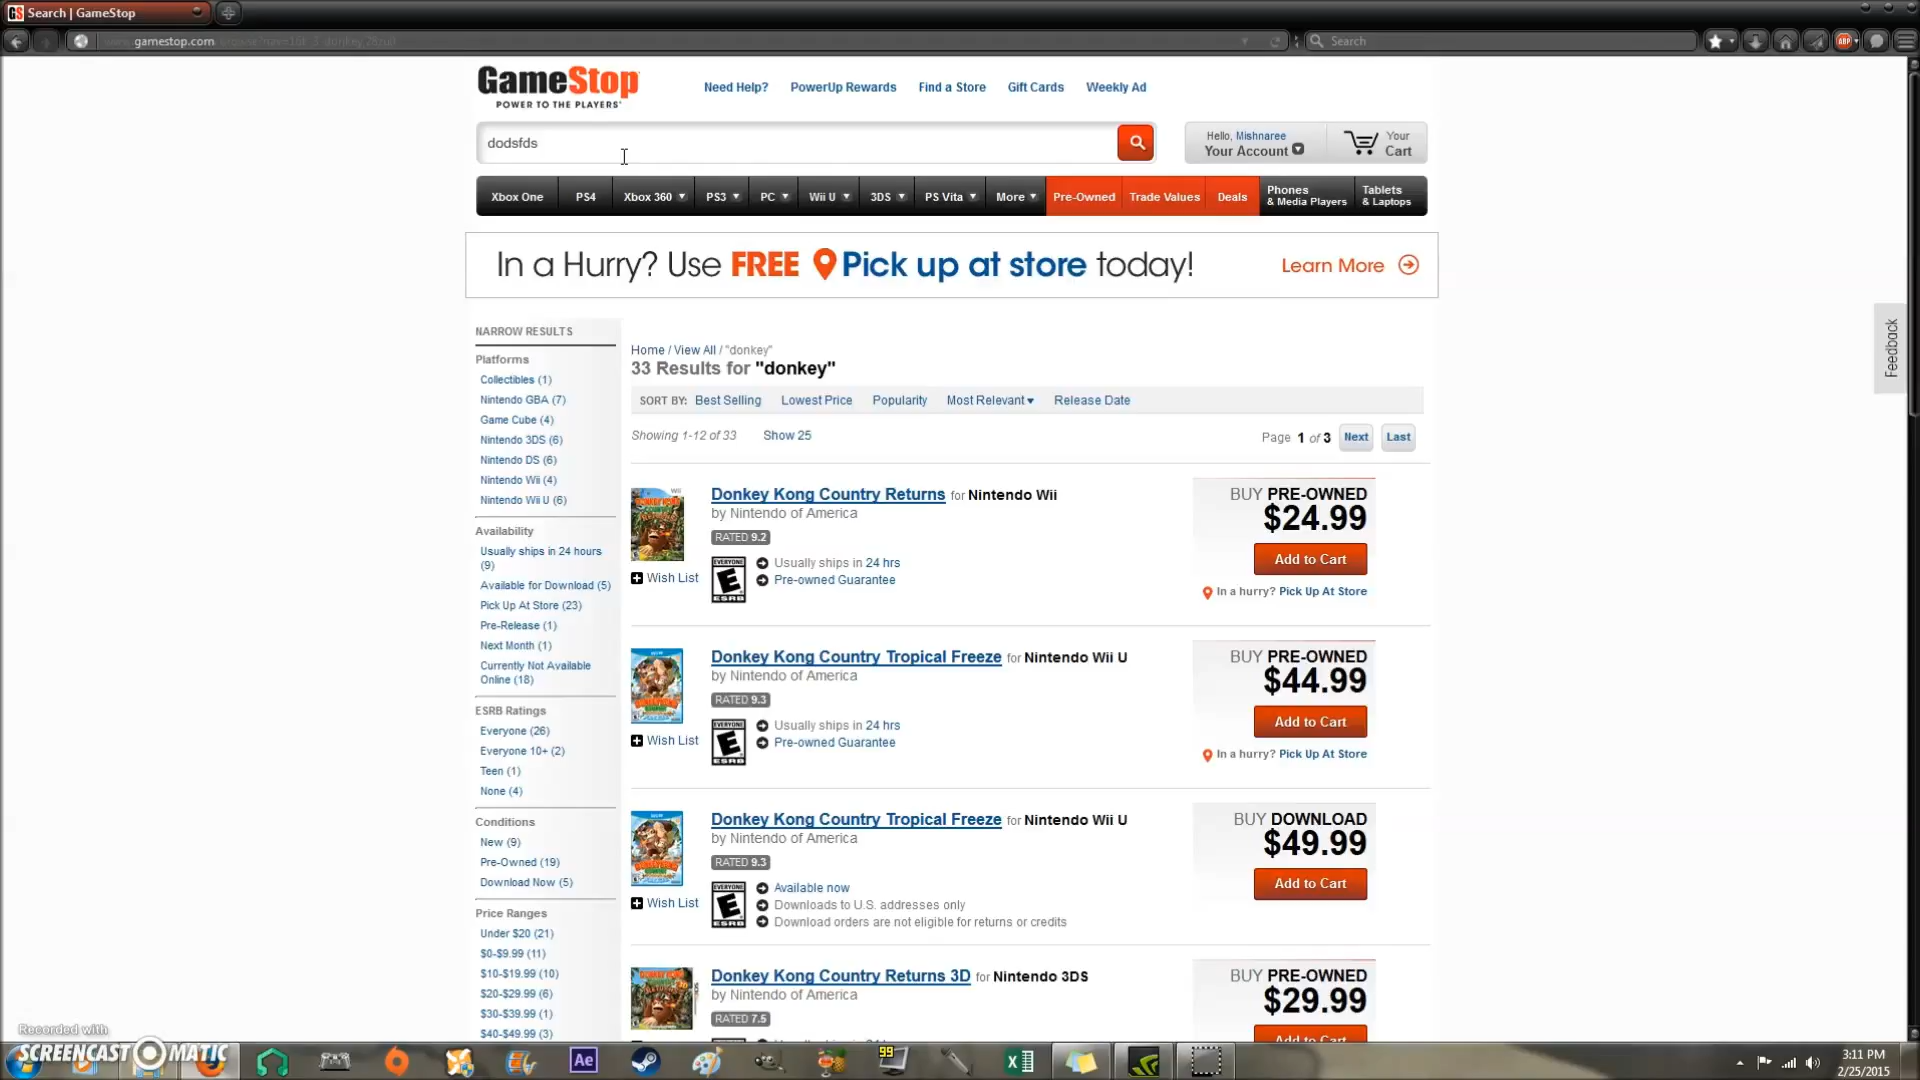 GS Search | GameStop
www.gamestop.com
Search
ABP
GameStop
POWER TO THE PLAYERS
Need Help? PowerUp Rewards Find a Store Gift Cards Weekly Ad
dodsfds
Hello, Mishnaree
Your Account
Your
Cart
Xbox One PS4 Xbox 360 PS3 PC Wii U 3DS PS Vita More Pre-Owned Trade Values Deals
Phones
& Media Players
Tablets
& Laptops
In a Hurry? Use FREE Pick up at store today! Learn More
Feedback
NARROW RESULTS
Platforms
Collectibles (1)
Nintendo GBA (7)
Game Cube (4)
Nintendo 3DS (6)
Nintendo DS (6)
Nintendo Wii (4)
Nintendo Wii U (6)
Availability
Usually ships in 24 hours
(9)
Available for Download (5)
Pick Up At Store (23)
Pre-Release (1)
Next Month (1)
Currently Not Available
Online (18)
ESRB Ratings
Everyone (26)
Everyone 10+ (2)
Teen (1)
None (4)
Conditions
New (9)
Pre-Owned (19)
Download Now (5)
Price Ranges
Under $20 (21)
$0-$9.99 (11)
$10-$19.99 (10)
$20-$29.99 (6)
$30-$39.99 (1)
$40-$49.99 (3)
Home / View All / "donkey"
33 Results for "donkey"
SORT BY: Best Selling Lowest Price Popularity Most Relevant Release Date
Showing 1-12 of 33 Show 25
Page 1 of 3 Next Last
Donkey Kong Country Returns for Nintendo Wii
by Nintendo of America
RATED 9.2
EVERYONE
E
ESRB
Usually ships in 24 hrs
Pre-owned Guarantee
Wish List
BUY PRE-OWNED
$24.99
Add to Cart
In a hurry? Pick Up At Store
Donkey Kong Country Tropical Freeze for Nintendo Wii U
by Nintendo of America
RATED 9.3
EVERYONE
E
ESRB
Usually ships in 24 hrs
Pre-owned Guarantee
Wish List
BUY PRE-OWNED
$44.99
Add to Cart
In a hurry? Pick Up At Store
Donkey Kong Country Tropical Freeze for Nintendo Wii U
by Nintendo of America
RATED 9.3
EVERYONE
E
ESRB
Available now
Downloads to U.S. addresses only
Download orders are not eligible for returns or credits
Wish List
BUY DOWNLOAD
$49.99
Add to Cart
Donkey Kong Country Returns 3D for Nintendo 3DS
by Nintendo of America
RATED 7.5
BUY PRE-OWNED
$29.99
Add to Cart
Recorded with
SCREENCAST MATIC
Ae
99
3:11 PM
2/25/2015